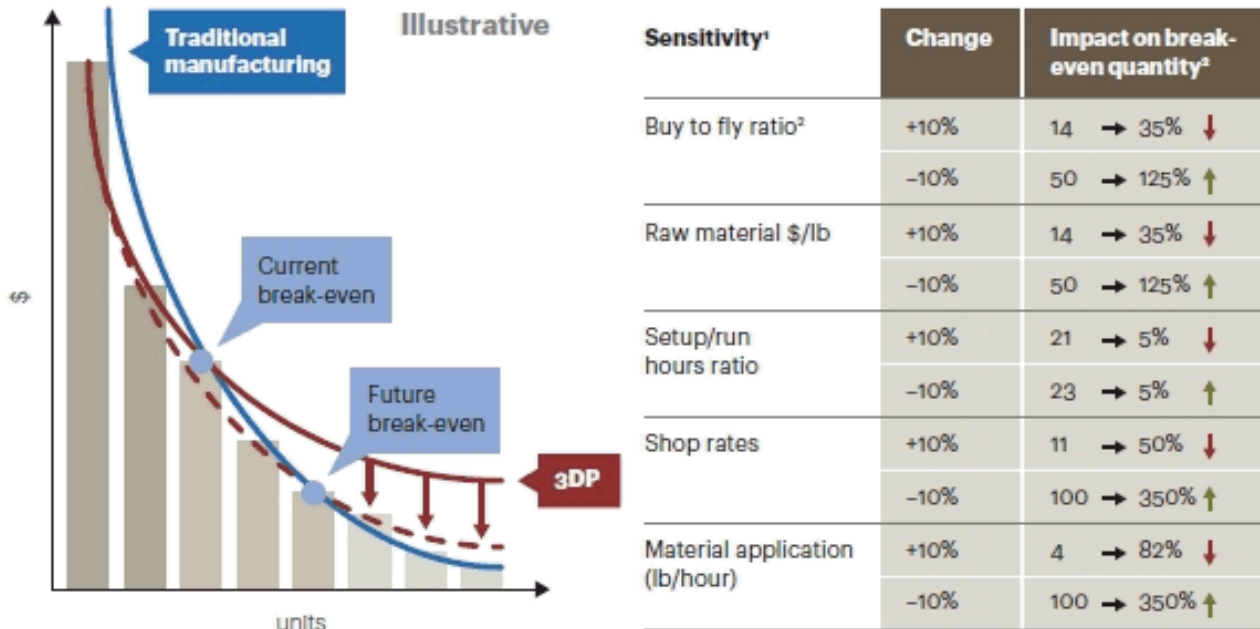 Illustrative
Traditional
manufacturing
Current
break-even
Future
break-even
3DP
$
units
Sensitivity¹ Change Impact on break-
even quantity²
Buy to fly ratio² +10% 14 → 35% ↓
–10% 50 → 125% ↑
Raw material $/lb +10% 14 → 35% ↓
–10% 50 → 125% ↑
Setup/run
hours ratio +10% 21 → 5% ↓
–10% 23 → 5% ↑
Shop rates +10% 11 → 50% ↓
–10% 100 → 350% ↑
Material application
(lb/hour) +10% 4 → 82% ↓
–10% 100 → 350% ↑